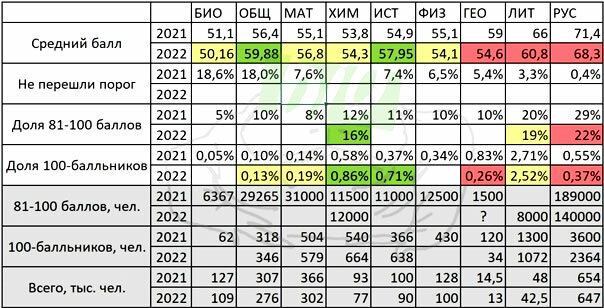 БИО ОБЩ МАТ ХИМ ИСТ ФИЗ ГЕО ЛИТ РУС
Средний балл 2021 51,1 56,4 55,1 53,8 54,9 55,1 59 66 71,4
2022 50,16 59,88 56,8 54,3 57,95 54,1 54,6 60,8 68,3
Не перешли порог 2021 18,6% 18,0% 7,6% 7,4% 6,5% 5,4% 3,3% 0,4%
2022
Доля 81-100 баллов 2021 5% 10% 8% 12% 11% 10% 10% 20% 29%
2022 16% 19% 22%
Доля 100-балльников 2021 0,05% 0,10% 0,14% 0,58% 0,37% 0,34% 0,83% 2,71% 0,55%
2022 0,13% 0,19% 0,86% 0,71% 0,26% 2,52% 0,37%
81-100 баллов, чел. 2021 6367 29265 31000 11500 11000 12500 1500 189000
2022 12000 ? 8000 140000
100-балльников, чел. 2021 62 318 504 540 366 430 120 1300 3600
2022 346 579 664 638 34 1072 2364
Всего, тыс. чел. 2021 127 307 366 93 100 128 14,5 48 654
2022 109 276 302 77 90 100 13 42,5 647